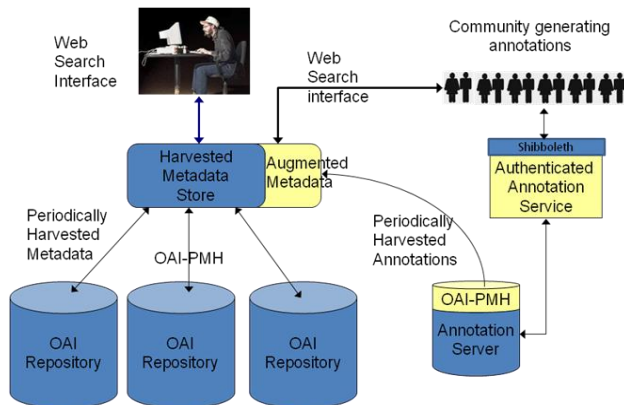 Web
Search
Interface
Web
Search
interface
Community generating
annotations
Shibboleth
Authenticated
Annotation
Service
Harvested
Metadata
Store
Augmented
Metadata
Periodically
Harvested
Metadata
OAI-PMH
Periodically
Harvested
Annotations
OAI
Repository
OAI
Repository
OAI
Repository
OAI-PMH
Annotation
Server